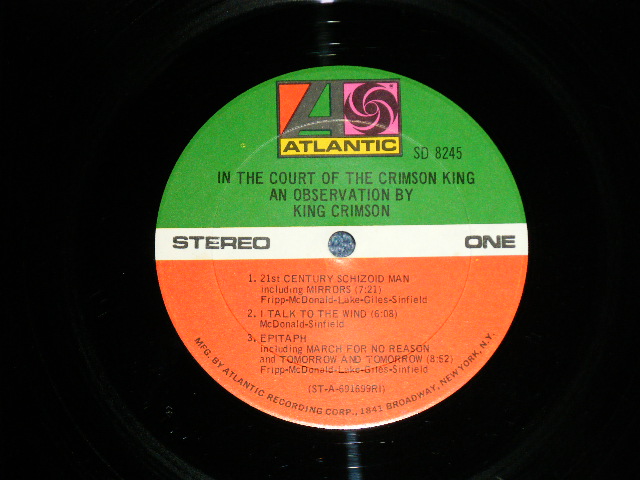 ATLANTIC
SD 8245
IN THE COURT OF THE CRIMSON KING
AN OBSERVATION BY
KING CRIMSON
STEREO
ONE
1. 21st CENTURY SCHIZOID MAN
including MIRRORS (7:21)
Fripp-McDonald-Lake-Giles-Sinfield
2. I TALK TO THE WIND (6:08)
McDonald-Sinfield
3. EPITAPH
including MARCH FOR NO REASON
and TOMORROW AND TOMORROW (8:52)
Fripp-McDonald-Lake-Giles-Sinfield
(ST-A-691699RI)
MFG. BY ATLANTIC RECORDING CORP., 1841 BROADWAY, NEW YORK, N.Y.